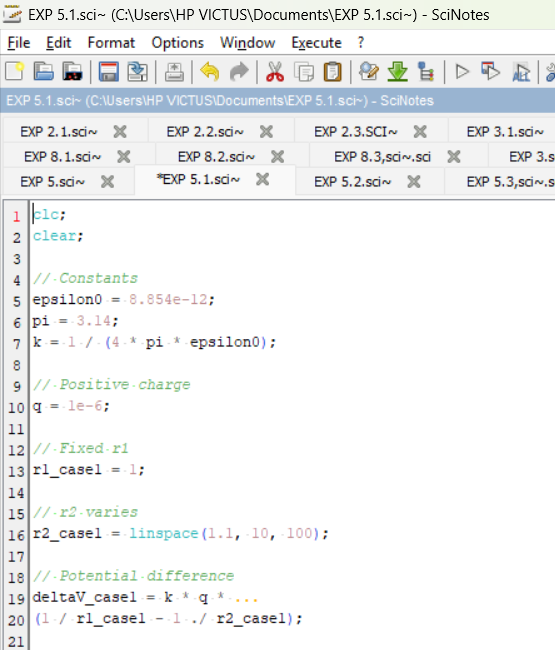 EXP 5.1.sci~ (C:\Users\HP VICTUS\Documents\EXP 5.1.sci~) - SciNotes
File Edit Format Options Window Execute ?
EXP 5.1.sci~ (C:\Users\HP VICTUS\Documents\EXP 5.1.sci~) - SciNotes
EXP 2.1.sci~ EXP 2.2.sci~ EXP 2.3.SCI~ EXP 3.1.sci~
EXP 8.1.sci~ EXP 8.2.sci~ EXP 8.3,sci~.sci EXP 3.s
EXP 5.sci~ *EXP 5.1.sci~ EXP 5.2.sci~ EXP 5.3,sci~.s
1 clc;
2 clear;
3
4 // Constants
5 epsilon0 = 8.854e-12;
6 pi = 3.14;
7 k = 1 / (4 * pi * epsilon0);
8
9 // Positive charge
10 q = 1e-6;
11
12 // Fixed r1
13 r1_case1 = 1;
14
15 // r2 varies
16 r2_case1 = linspace(1.1, 10, 100);
17
18 // Potential difference
19 deltaV_case1 = k * q * ...
20 (1 / r1_case1 - 1 ./ r2_case1);
21